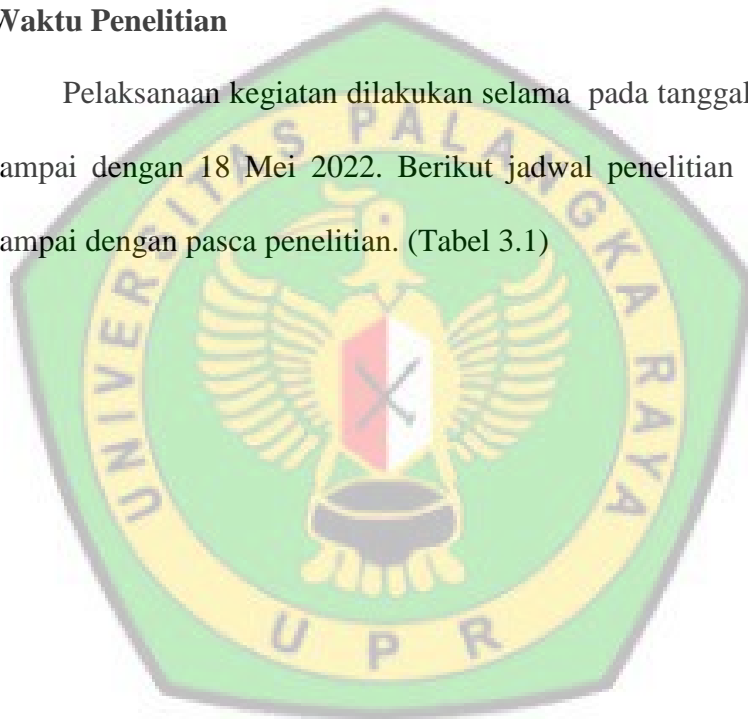 Waktu Penelitian
Pelaksanaan kegiatan dilakukan selama pada tanggal
ampai dengan 18 Mei 2022. Berikut jadwal penelitian
ampai dengan pasca penelitian. (Tabel 3.1)
UNIVERSITAS PALANGKA RAYA
UPR